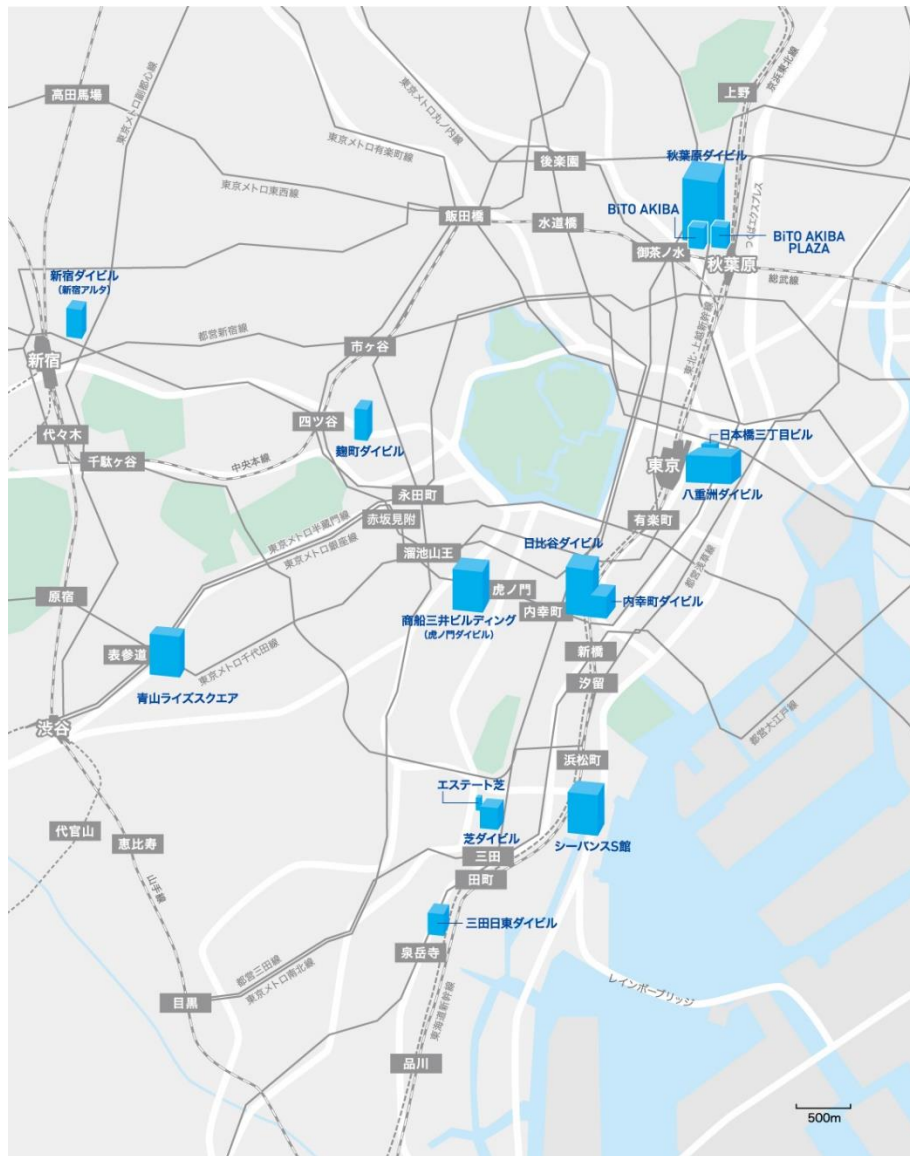 上野
京浜東北線
高田馬場
東京メトロ副都心線
東京メトロ丸ノ内線
東京メトロ有楽町線
後楽園
秋葉原ダイビル
東京メトロ東西線
飯田橋
水道橋
BiTO AKIBA
つくばエクスプレス
BiTO AKIBA
PLAZA
御茶ノ水
秋葉原
総武線
新宿ダイビル
(新宿アルタ)
都営新宿線
市ヶ谷
東北・上越新幹線
新宿
四ツ谷
代々木
麹町ダイビル
日本橋三丁目ビル
千駄ヶ谷
中央本線
東京
八重洲ダイビル
永田町
赤坂見附
有楽町
東京メトロ半蔵門線
東京メトロ銀座線
溜池山王
日比谷ダイビル
都営浅草線
原宿
虎ノ門
内幸町
内幸町ダイビル
商船三井ビルディング
(虎ノ門ダイビル)
表参道
東京メトロ千代田線
新橋
汐留
青山ライズスクエア
渋谷
都営大江戸線
浜松町
エステート芝
芝ダイビル
シーバンスS館
代官山
恵比寿
三田
田町
山手線
三田日東ダイビル
泉岳寺
都営三田線
東京メトロ南北線
目黒
東海道新幹線
レインボーブリッジ
品川
500m